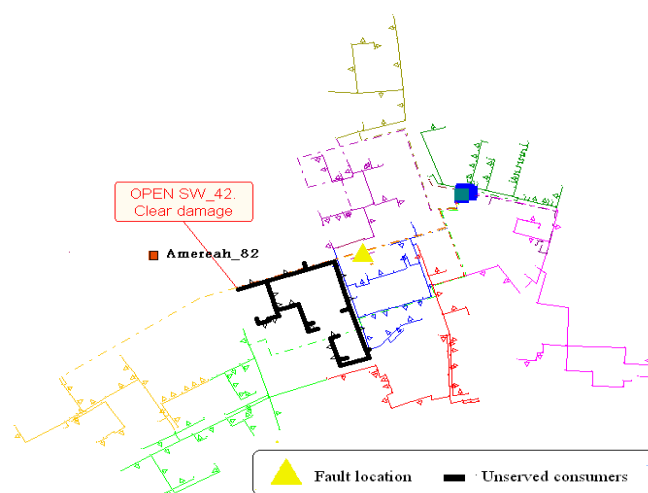 OPEN SW_42.
Clear damage
Amereah_82
Fault location
Unserved consumers